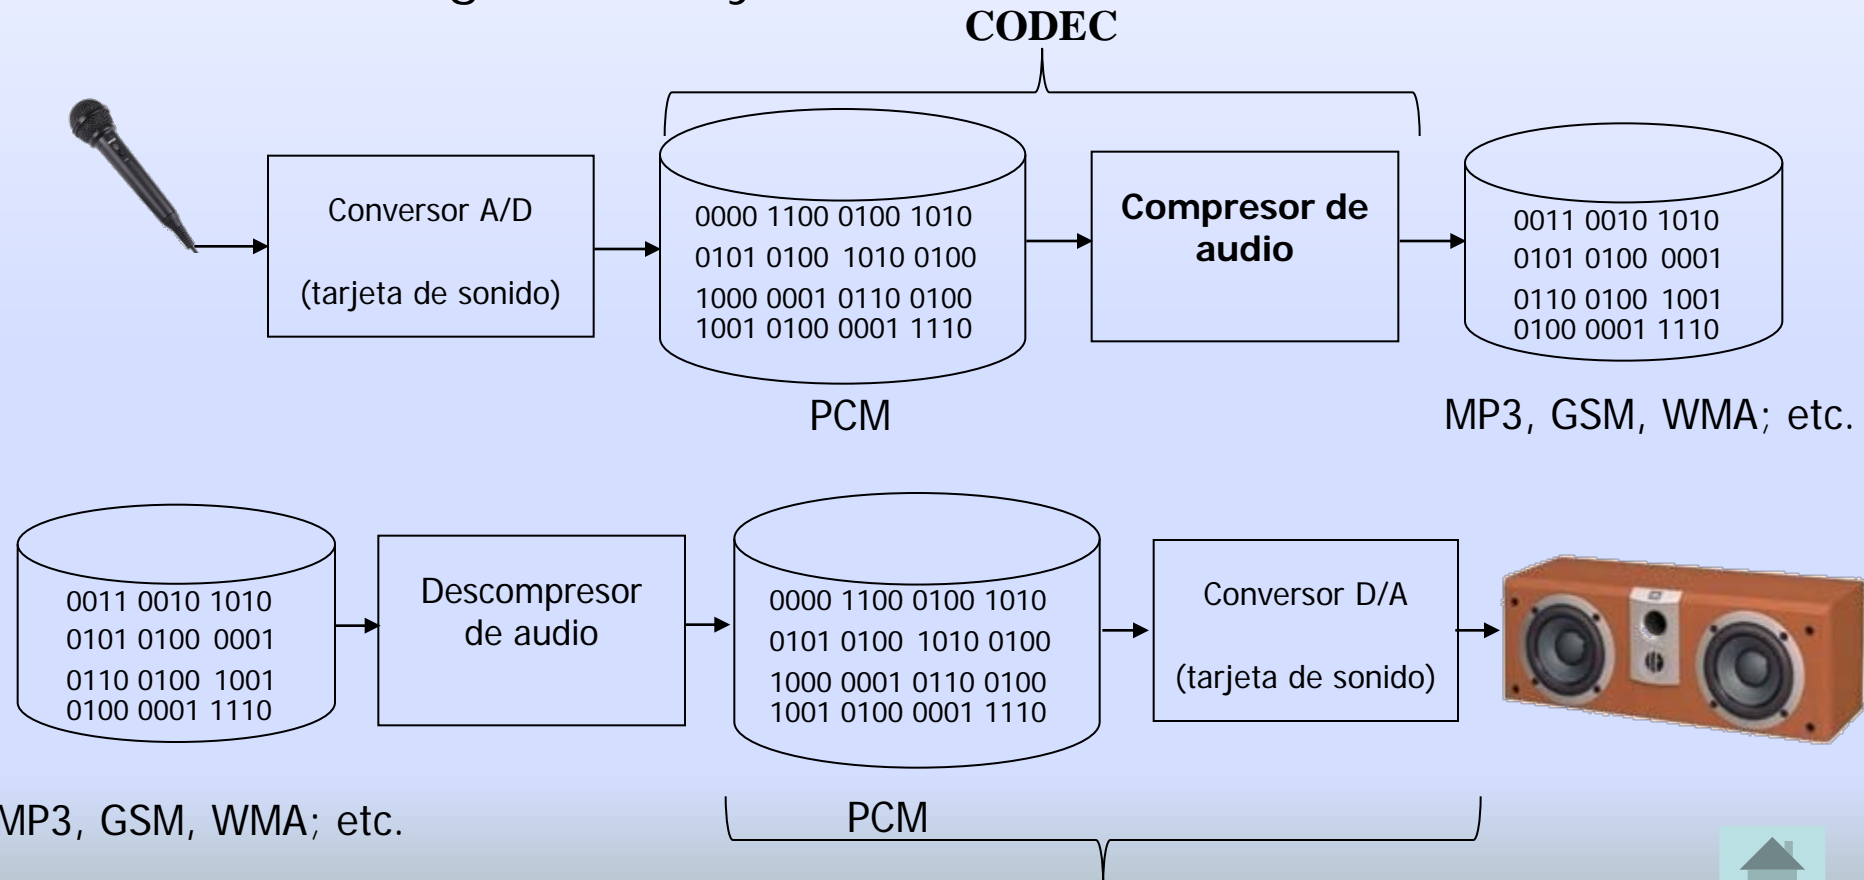 CODEC
Conversor A/D
(tarjeta de sonido)
0000 1100 0100 1010
0101 0100 1010 0100
1000 0001 0110 0100
1001 0100 0001 1110
Compresor de
audio
0011 0010 1010
0101 0100 0001
0110 0100 1001
0100 0001 1110
PCM
MP3, GSM, WMA; etc.
0011 0010 1010
0101 0100 0001
0110 0100 1001
0100 0001 1110
Descompresor
de audio
0000 1100 0100 1010
0101 0100 1010 0100
1000 0001 0110 0100
1001 0100 0001 1110
Conversor D/A
(tarjeta de sonido)
MP3, GSM, WMA; etc.
PCM